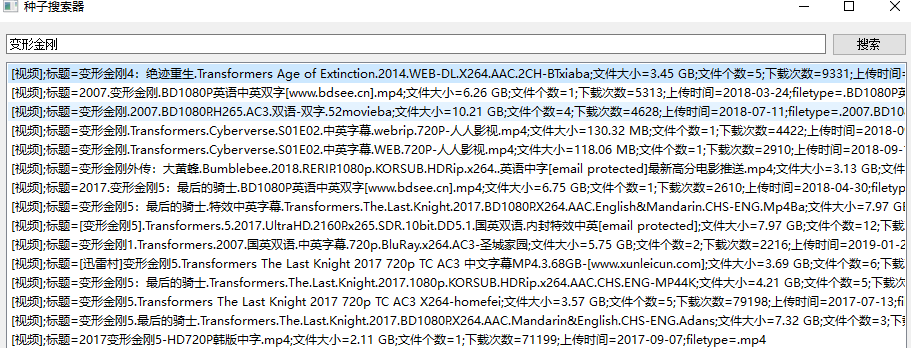 种子搜索器
变形金刚
搜索
[视频];标题=变形金刚4：绝迹重生.Transformers Age of Extinction.2014.WEB-DL.X264.AAC.2CH-BTxiaba;文件大小=3.45 GB;文件个数=5;下载次数=9331;上传时间=
[视频];标题=2007.变形金刚.BD1080P英语中英双字[www.bdsee.cn].mp4;文件大小=6.26 GB;文件个数=1;下载次数=5313;上传时间=2018-03-24;filetype=.BD1080P英
[视频];标题=变形金刚.2007.BD1080P.H265.AC3.双语-双字.52movieba;文件大小=10.21 GB;文件个数=4;下载次数=4628;上传时间=2018-07-11;filetype=.2007.BD10
[视频];标题=变形金刚.Transformers.Cyberverse.S01E02.中英字幕.webrip.720P-人人影视.mp4;文件大小=130.32 MB;文件个数=1;下载次数=4422;上传时间=2018-09-
[视频];标题=变形金刚.Transformers.Cyberverse.S01E02.中英字幕.WEB.720P-人人影视.mp4;文件大小=118.06 MB;文件个数=1;下载次数=2910;上传时间=2018-09-
[视频];标题=变形金刚外传：大黄蜂.Bumblebee.2018.RERIP.1080p.KORSUB.HDRip.x264..英语中字[email protected]最新高分电影推送.mp4;文件大小=3.13 GB;文件
[视频];标题=2017.变形金刚5：最后的骑士.BD1080P英语中英双字[www.bdsee.cn].mp4;文件大小=6.75 GB;文件个数=1;下载次数=2610;上传时间=2018-04-30;filetyp
[视频];标题=变形金刚5：最后的骑士.特效中英字幕.Transformers.The.Last.Knight.2017.BD1080P.X264.AAC.English&Mandarin.CHS-ENG.Mp4Ba;文件大小=7.97 G
[视频];标题=[变形金刚5].Transformers.5.2017.UltraHD.2160P.x265.SDR.10bit.DD5.1.国英双语.内封特效中英[email protected];文件大小=7.97 GB;文件个数=12;下
[视频];标题=变形金刚1.Transformers.2007.国英双语.中英字幕.720p.BluRay.x264.AC3-圣城家园;文件大小=5.75 GB;文件个数=2;下载次数=2216;上传时间=2019-01-2
[视频];标题=[迅雷村]变形金刚5.Transformers The Last Knight 2017 720p TC AC3 中文字幕MP4.3.68GB-[www.xunleicun.com];文件大小=3.69 GB;文件个数=6;下
[视频];标题=变形金刚5：最后的骑士.Transformers.The.Last.Knight.2017.1080p.KORSUB.HDRip.x264.AAC.CHS.ENG-MP44K;文件大小=4.21 GB;文件个数=5;下载
[视频];标题=变形金刚5.Transformers The Last Knight 2017 720p TC AC3 X264-homefei;文件大小=3.57 GB;文件个数=5;下载次数=79198;上传时间=2017-07-13;fi
[视频];标题=变形金刚5.最后的骑士.Transformers.The.Last.Knight.2017.BD1080P.X264.AAC.Mandarin&English.CHS-ENG.Adans;文件大小=7.32 GB;文件个数=3;下
[视频];标题=2017变形金刚5-HD720P韩版中字.mp4;文件大小=2.11 GB;文件个数=1;下载次数=71199;上传时间=2017-09-07;filetype=.mp4